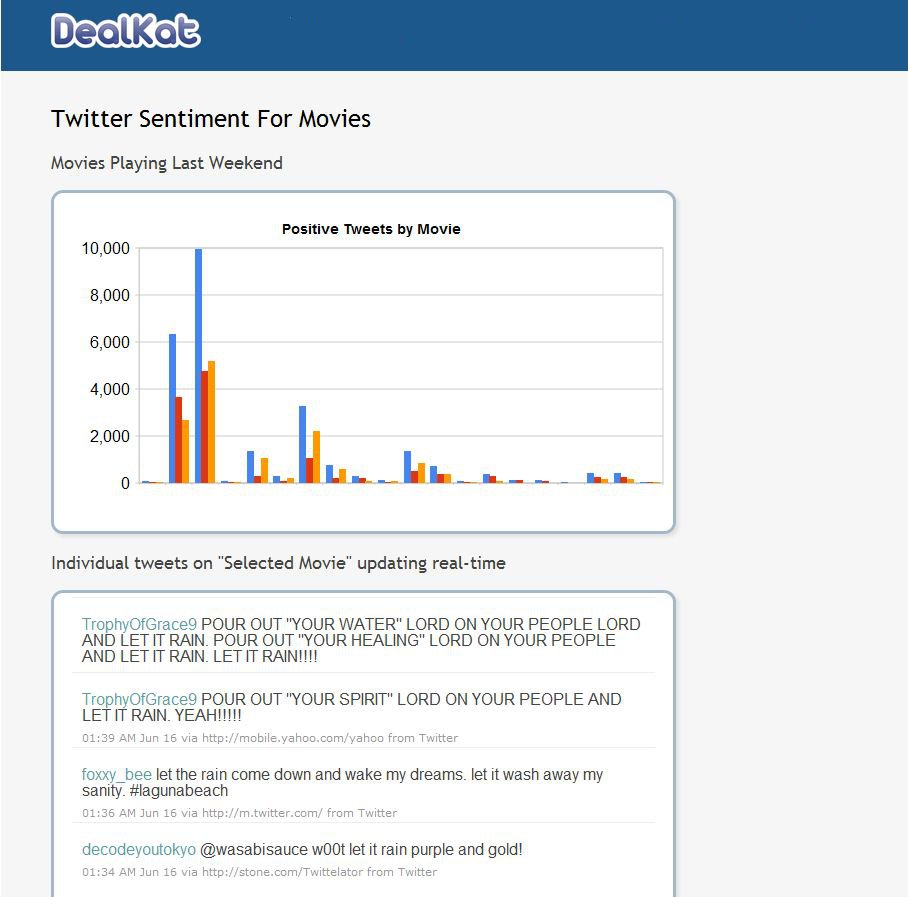 DealKat
Twitter Sentiment For Movies
Movies Playing Last Weekend
Positive Tweets by Movie
10,000
8,000
6,000
4,000
2,000
0
Individual tweets on "Selected Movie" updating real-time
TrophyOfGrace9 POUR OUT "YOUR WATER" LORD ON YOUR PEOPLE LORD
AND LET IT RAIN. POUR OUT "YOUR HEALING" LORD ON YOUR PEOPLE
AND LET IT RAIN. LET IT RAIN!!!!
TrophyOfGrace9 POUR OUT "YOUR SPIRIT" LORD ON YOUR PEOPLE AND
LET IT RAIN. YEAH!!!!!
01:39 AM Jun 16 via http://mobile.yahoo.com/yahoo from Twitter
foxxy_bee let the rain come down and wake my dreams. let it wash away my
sanity. #lagunabeach
01:36 AM Jun 16 via http://m.twitter.com/ from Twitter
decodeyoutokyo @wasabisauce w00t let it rain purple and gold!
01:34 AM Jun 16 via http://stone.com/Twittelator from Twitter